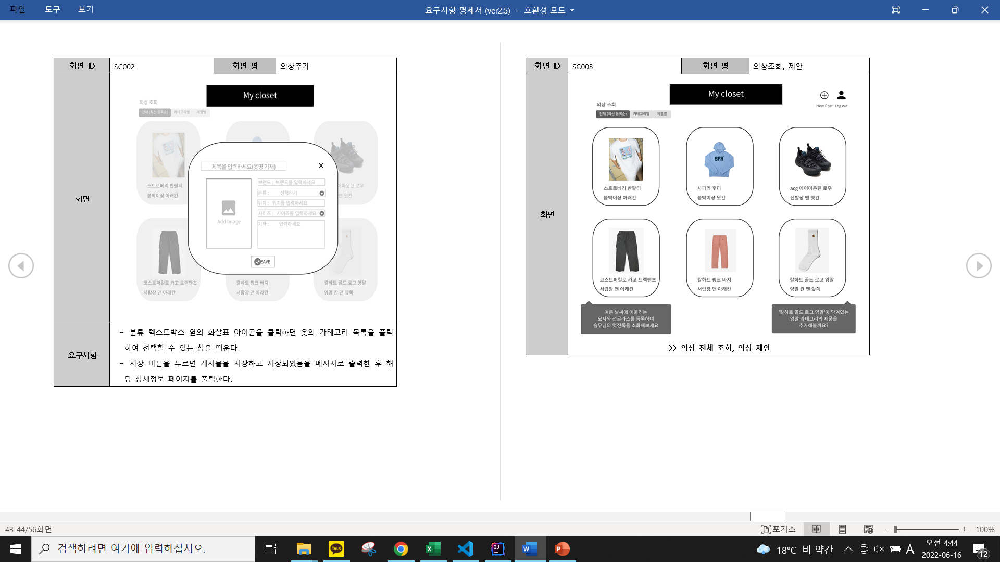 파일 도구 보기
요구사항 명세서 (ver2.5) - 호환성 모드
화면 ID SC002 화면 명 의상추가
화면
My closet
의상 조회
전체 (최신 등록순) 카테고리별 계절별
스트로베리 반팔티
붙박이장 아래칸
어마운틴 로우
맨 윗칸
제목을 입력하세요(옷명 기재)
브랜드 : 브랜드를 입력하세요
분류 : 선택하기
위치 : 위치를 입력하세요
사이즈 : 사이즈를 입력하세요
기타 : 입력하세요
Add Image
SAVE
코스트퍼킬로 카고 트랙팬츠
서랍장 맨 아래칸
칼하트 핑크 바지
서랍장 맨 아래칸
칼하트 골드 로고 양말
양말 칸 맨 앞쪽
요구사항
- 분류 텍스트박스 옆의 화살표 아이콘을 클릭하면 옷의 카테고리 목록을 출력
하여 선택할 수 있는 창을 띄운다.
- 저장 버튼을 누르면 게시물을 저장하고 저장되었음을 메시지로 출력한 후 해
당 상세정보 페이지를 출력한다.
화면 ID SC003 화면 명 의상조회, 제안
화면
My closet
New Post Log out
의상 조회
전체 (최신 등록순) 카테고리별 계절별
SFR
스트로베리 반팔티
붙박이장 아래칸
사파리 후디
붙박이장 윗칸
acg 에어마운틴 로우
신발장 맨 윗칸
코스트퍼킬로 카고 트랙팬츠
서랍장 맨 아래칸
칼하트 핑크 바지
서랍장 맨 아래칸
칼하트 골드 로고 양말
양말 칸 맨 앞쪽
여름 날씨에 어울리는
모자와 선글라스를 등록하여
승우님의 멋진룩을 소화해보세요
'칼하트 골드 로고 양말'이 담겨있는
양말 카테고리의 제품을
추가해볼까요?
>> 의상 전체 조회, 의상 제안
43-44/56화면
포커스
100%
검색하려면 여기에 입력하십시오.
TALK
IJ
18°C 비 약간
A
오전 4:44
2022-06-16
12